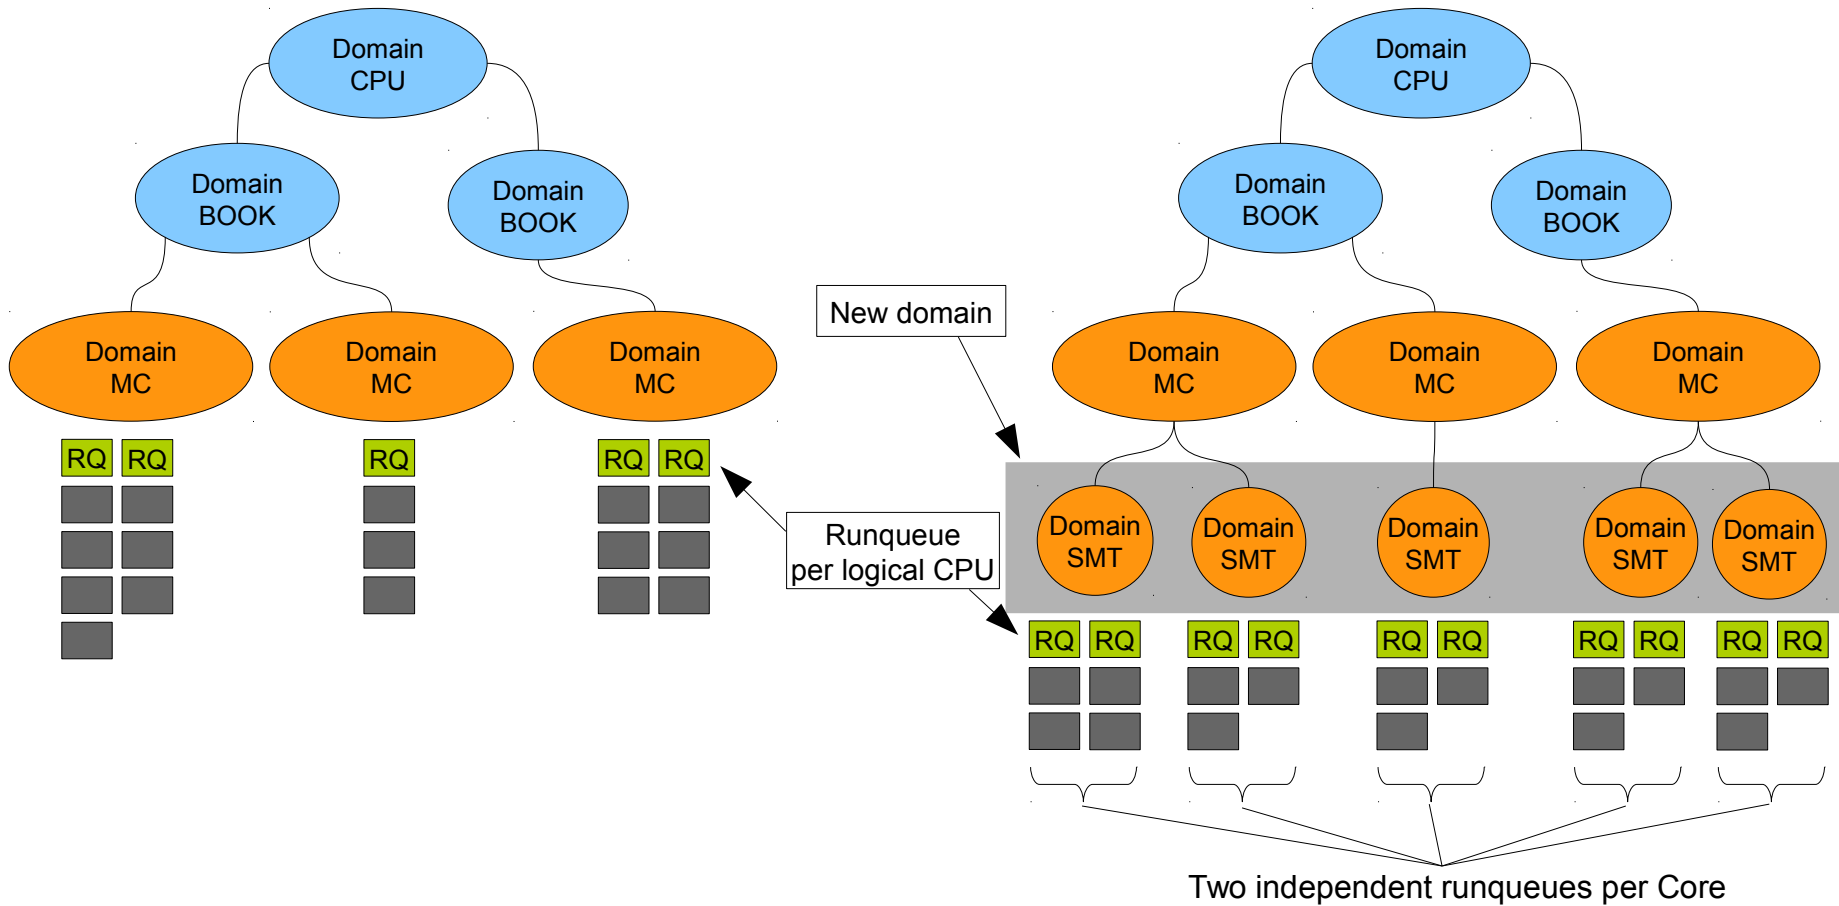 Domain
CPU
Domain
BOOK
Domain
BOOK
Domain
MC
Domain
MC
Domain
MC
RQ RQ
RQ
RQ RQ
New domain
Runqueue
per logical CPU
Domain
CPU
Domain
BOOK
Domain
BOOK
Domain
MC
Domain
MC
Domain
MC
Domain
SMT
Domain
SMT
Domain
SMT
Domain
SMT
Domain
SMT
RQ RQ
RQ RQ
RQ RQ
RQ RQ
RQ RQ
Two independent runqueues per Core